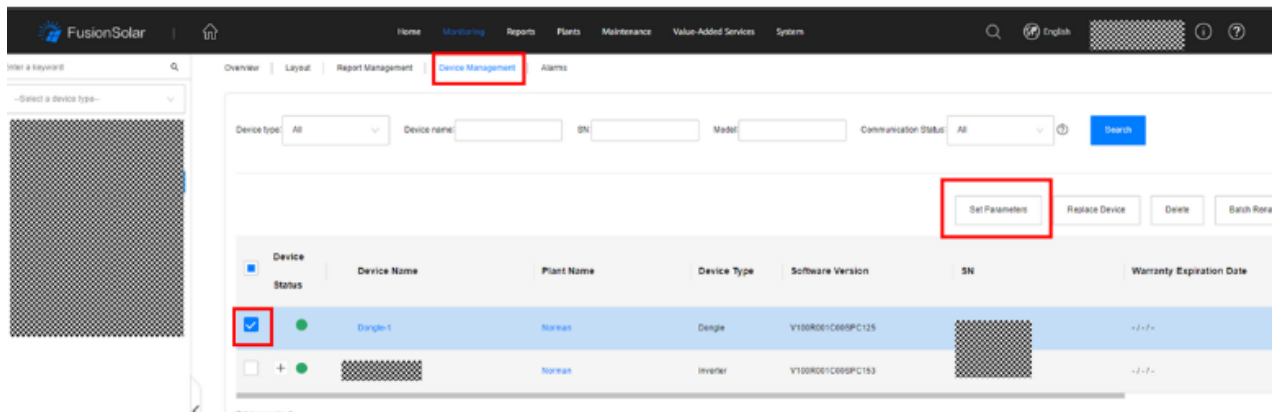 FusionSolar
Home Monitoring Reports Plants Maintenance Value-Added Services System
English
Enter a keyword
Overview Layout Report Management Device Management Alarms
--Select a device type--
Device type: All Device name: SN: Model: Communication Status: All Search
Set Parameters Replace Device Delete Batch Rena
Device Status Device Name Plant Name Device Type Software Version SN Warranty Expiration Date
Dongle-1 Norman Dongle V100R001C00SPC125 -/-/-
Norman Inverter V100R001C00SPC153 -/-/-